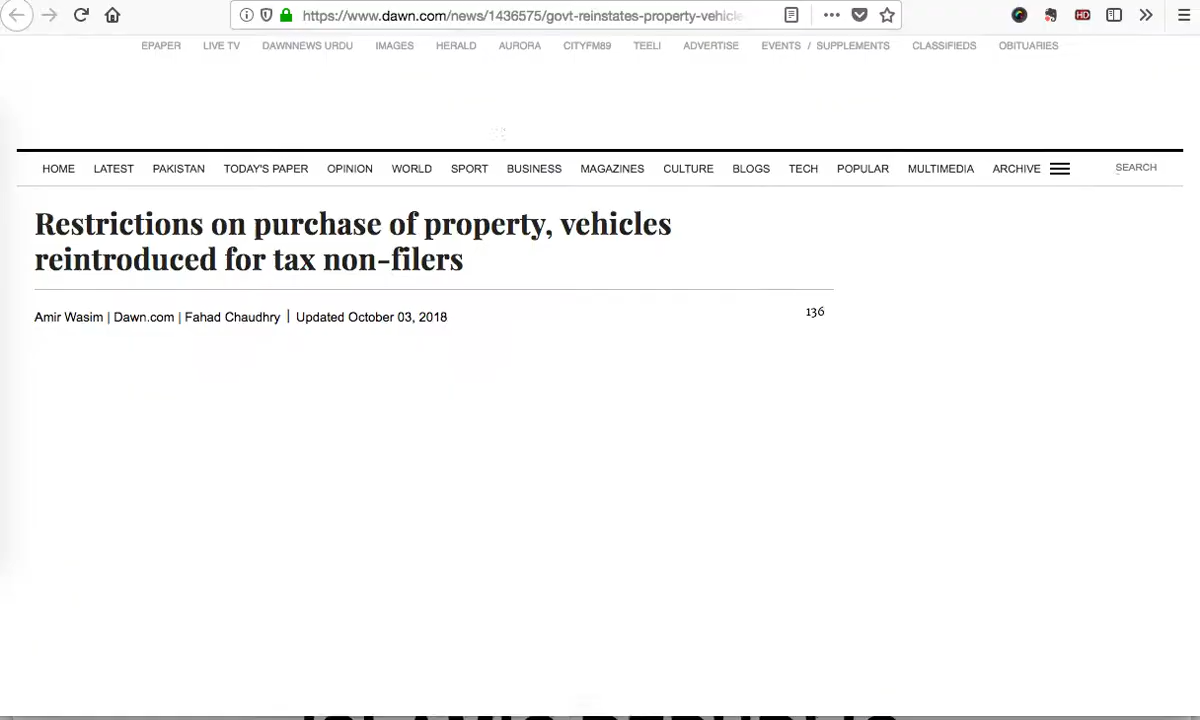 https://www.dawn.com/news/1436575/govt-reinstates-property-vehicle
HD
EPAPER LIVE TV DAWNNEWS URDU IMAGES HERALD AURORA CITYFM89 TEELI ADVERTISE EVENTS / SUPPLEMENTS CLASSIFIEDS OBITUARIES
HOME LATEST PAKISTAN TODAY'S PAPER OPINION WORLD SPORT BUSINESS MAGAZINES CULTURE BLOGS TECH POPULAR MULTIMEDIA ARCHIVE SEARCH
Restrictions on purchase of property, vehicles
reintroduced for tax non-filers
Amir Wasim | Dawn.com | Fahad Chaudhry | Updated October 03, 2018 136